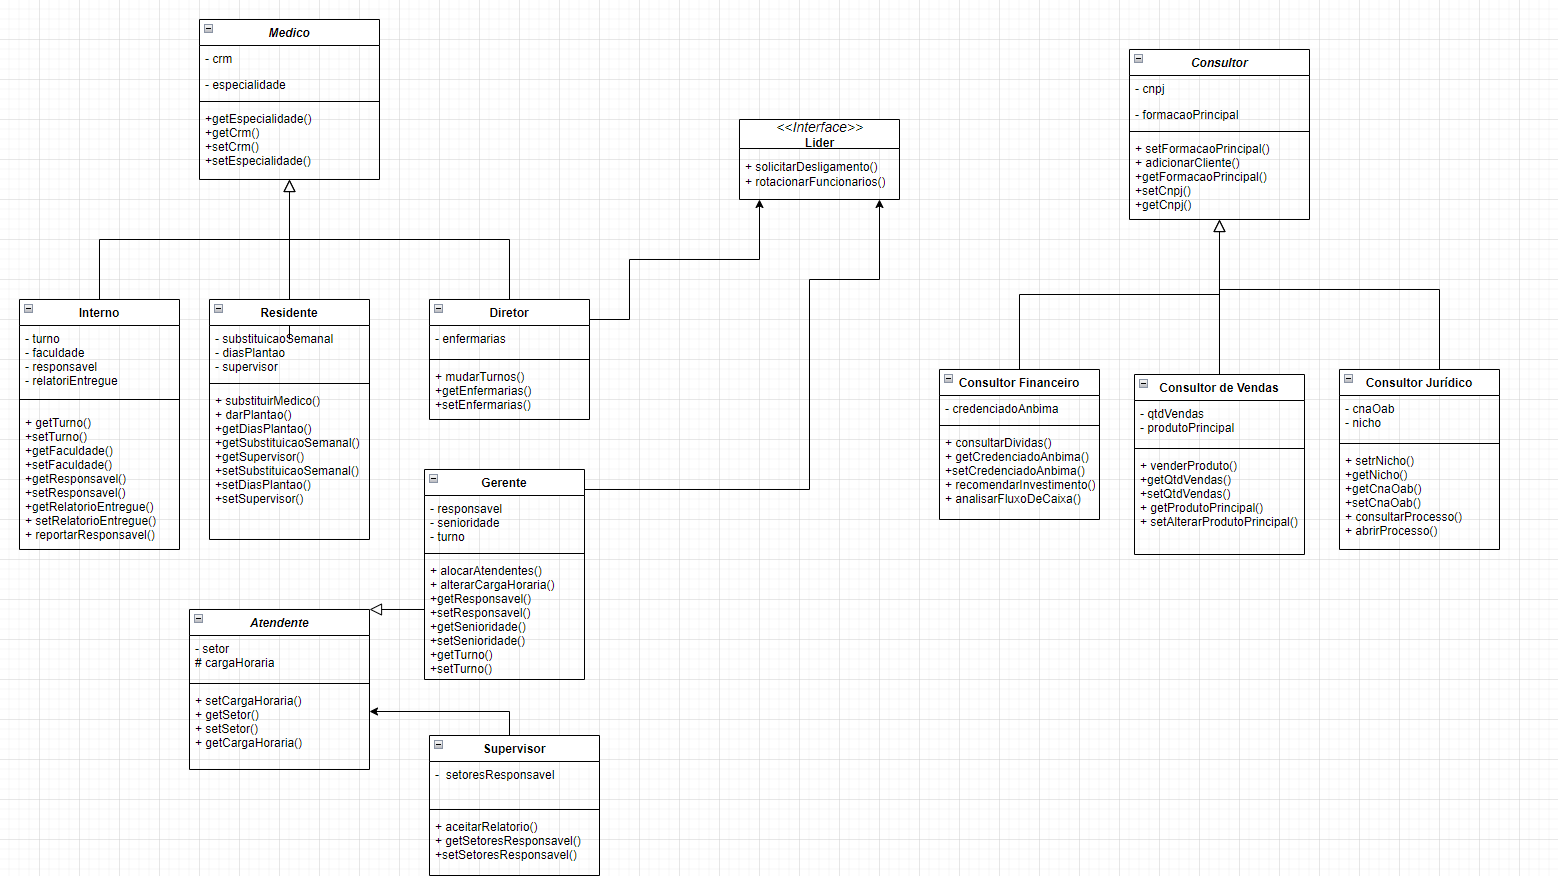 Medico
- crm
- especialidade
+getEspecialidade()
+getCrm()
+setCrm()
+setEspecialidade()
<<Interface>>
Lider
+ solicitarDesligamento()
+ rotacionarFuncionarios()
Consultor
- cnpj
- formacaoPrincipal
+ setFormacaoPrincipal()
+ adicionarCliente()
+getFormacaoPrincipal()
+setCnpj()
+getCnpj()
Interno
- turno
- faculdade
- responsavel
- relatoriEntregue
+ getTurno()
+setTurno()
+getFaculdade()
+setFaculdade()
+getResponsavel()
+setResponsavel()
+getRelatorioEntregue()
+ setRelatorioEntregue()
+ reportarResponsavel()
Residente
- substituicaoSemanal
- diasPlantao
- supervisor
+ substituirMedico()
+ darPlantao()
+getDiasPlantao()
+getSubstituicaoSemanal()
+getSupervisor()
+setSubstituicaoSemanal()
+setDiasPlantao()
+setSupervisor()
Diretor
- enfermarias
+ mudarTurnos()
+getEnfermarias()
+setEnfermarias()
Consultor Financeiro
- credenciadoAnbima
+ consultarDividas()
+ getCredenciadoAnbima()
+setCredenciadoAnbima()
+ recomendarInvestimento()
+ analisarFluxoDeCaixa()
Consultor de Vendas
- qtdVendas
- produtoPrincipal
+ venderProduto()
+getQtdVendas()
+setQtdVendas()
+ getProdutoPrincipal()
+ setAlterarProdutoPrincipal()
Consultor Jurídico
- cnaOab
- nicho
+ setrNicho()
+getNicho()
+getCnaOab()
+setCnaOab()
+ consultarProcesso()
+ abrirProcesso()
Gerente
- responsavel
- senioridade
- turno
+ alocarAtendentes()
+ alterarCargaHoraria()
+getResponsavel()
+setResponsavel()
+getSenioridade()
+setSenioridade()
+getTurno()
+setTurno()
Atendente
- setor
# cargaHoraria
+ setCargaHoraria()
+ getSetor()
+ setSetor()
+ getCargaHoraria()
Supervisor
- setoresResponsavel
+ aceitarRelatorio()
+ getSetoresResponsavel()
+setSetoresResponsavel()